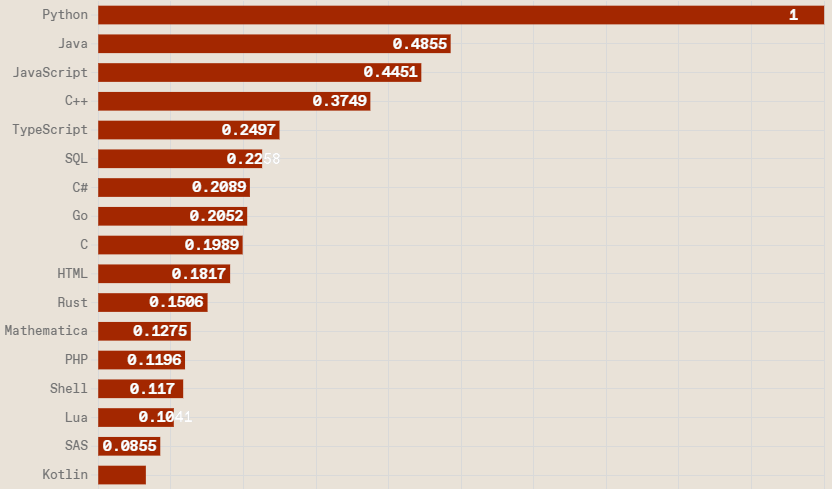 Python 1
Java 0.4855
JavaScript 0.4451
C++ 0.3749
TypeScript 0.2497
SQL 0.2258
C# 0.2089
Go 0.2052
C 0.1989
HTML 0.1817
Rust 0.1506
Mathematica 0.1275
PHP 0.1196
Shell 0.117
Lua 0.1041
SAS 0.0855
Kotlin